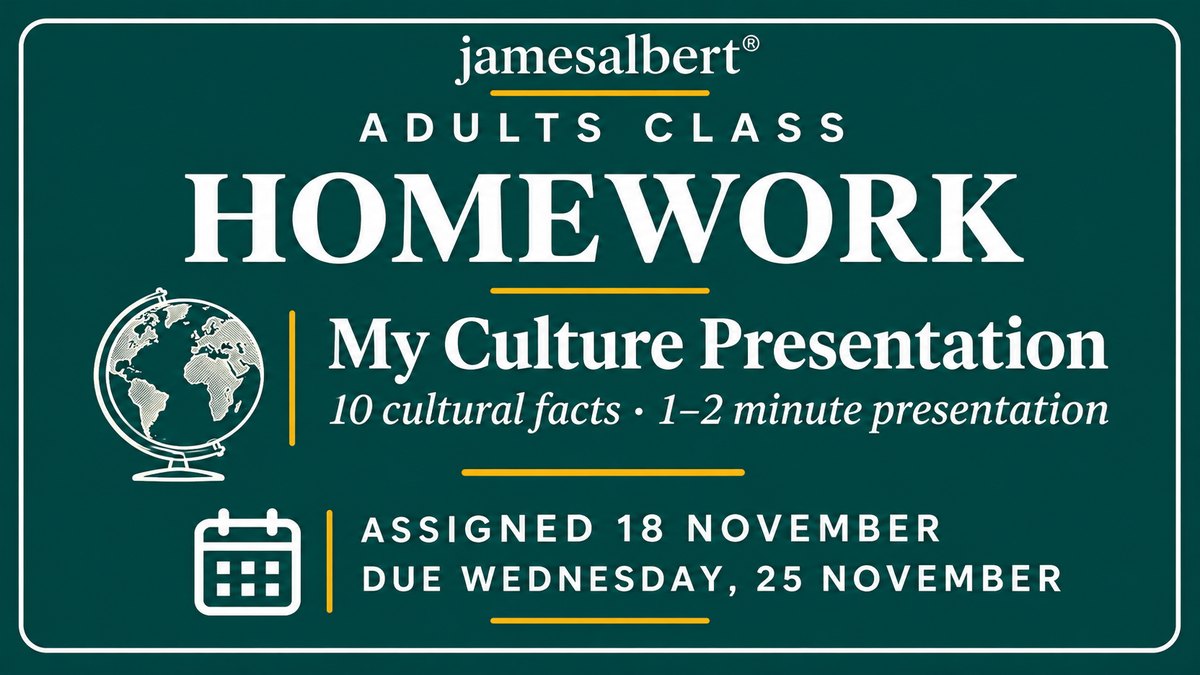 jamesalbert®
ADULTS CLASS
HOMEWORK
My Culture Presentation
10 cultural facts · 1–2 minute presentation
ASSIGNED 18 NOVEMBER
DUE WEDNESDAY, 25 NOVEMBER